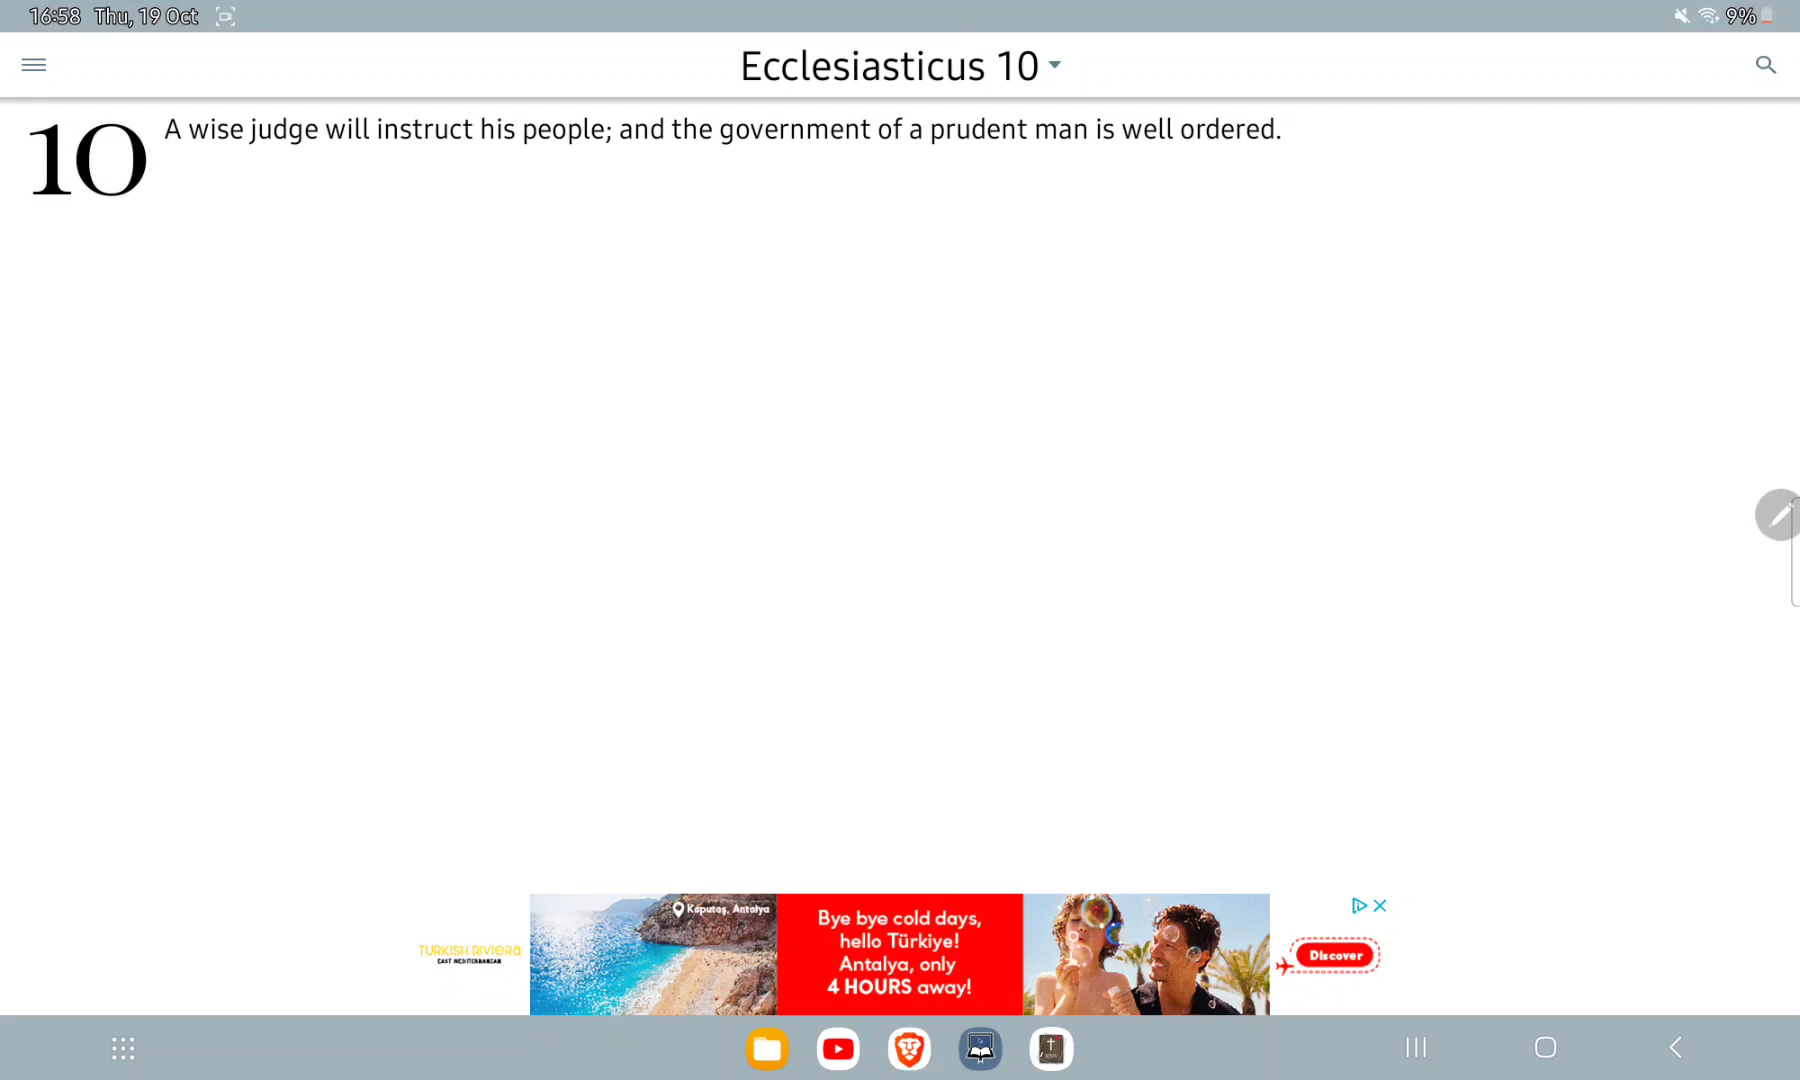 16:58 Thu, 19 Oct
9%
Ecclesiasticus 10
10 A wise judge will instruct his people; and the government of a prudent man is well ordered.
Kaputaş, Antalya
TURKISH RIVIERA
EAST MEDITERRANEAN
Bye bye cold days,
hello Türkiye!
Antalya, only
4 HOURS away!
Discover